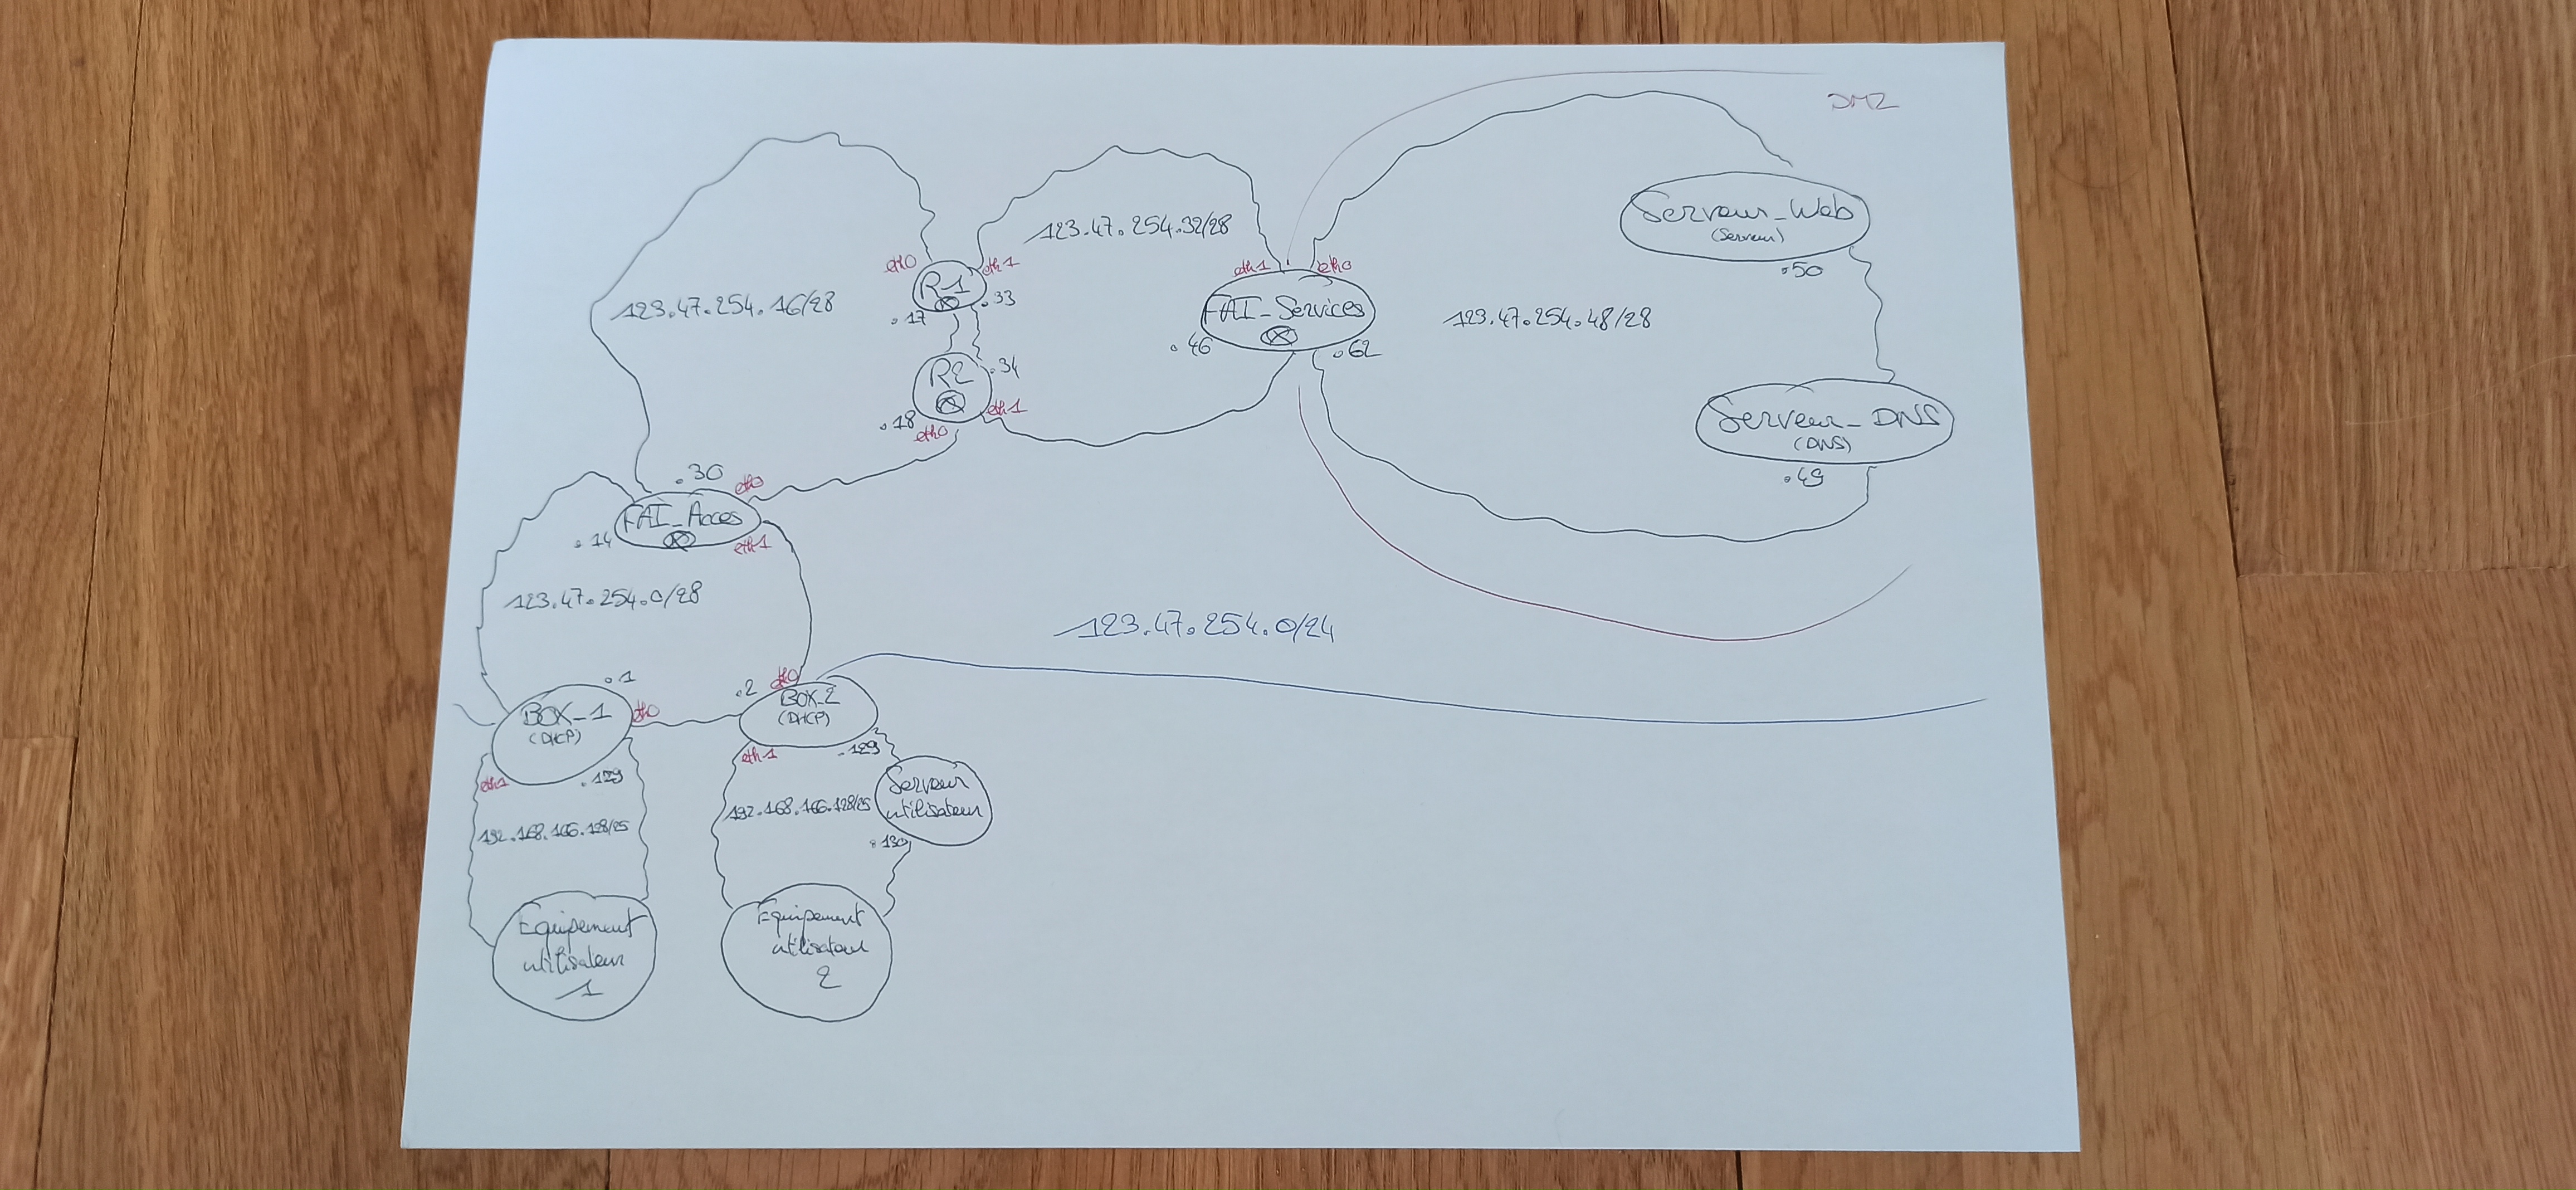 DMZ
Serveur_Web
(Serveur)
.50
123.47.254.32/28
eth0
eth1
R1
.33
.17
123.47.254.16/28
eth1
eth0
FAI_Services
.46
.62
123.47.254.48/28
R2
.34
.18
eth1
eth0
Serveur_DNS
(DNS)
.49
.30
eth0
FAI_Acces
.14
eth1
123.47.254.0/28
123.47.254.0/24
.1
BOX_1
(DHCP)
eth0
eth1
.129
192.168.166.128/25
Equipement
utilisateur
1
.2
eth0
BOX_2
(DHCP)
eth1
.129
192.168.166.128/25
Serveur
utilisateur
.130
Equipement
utilisateur
2